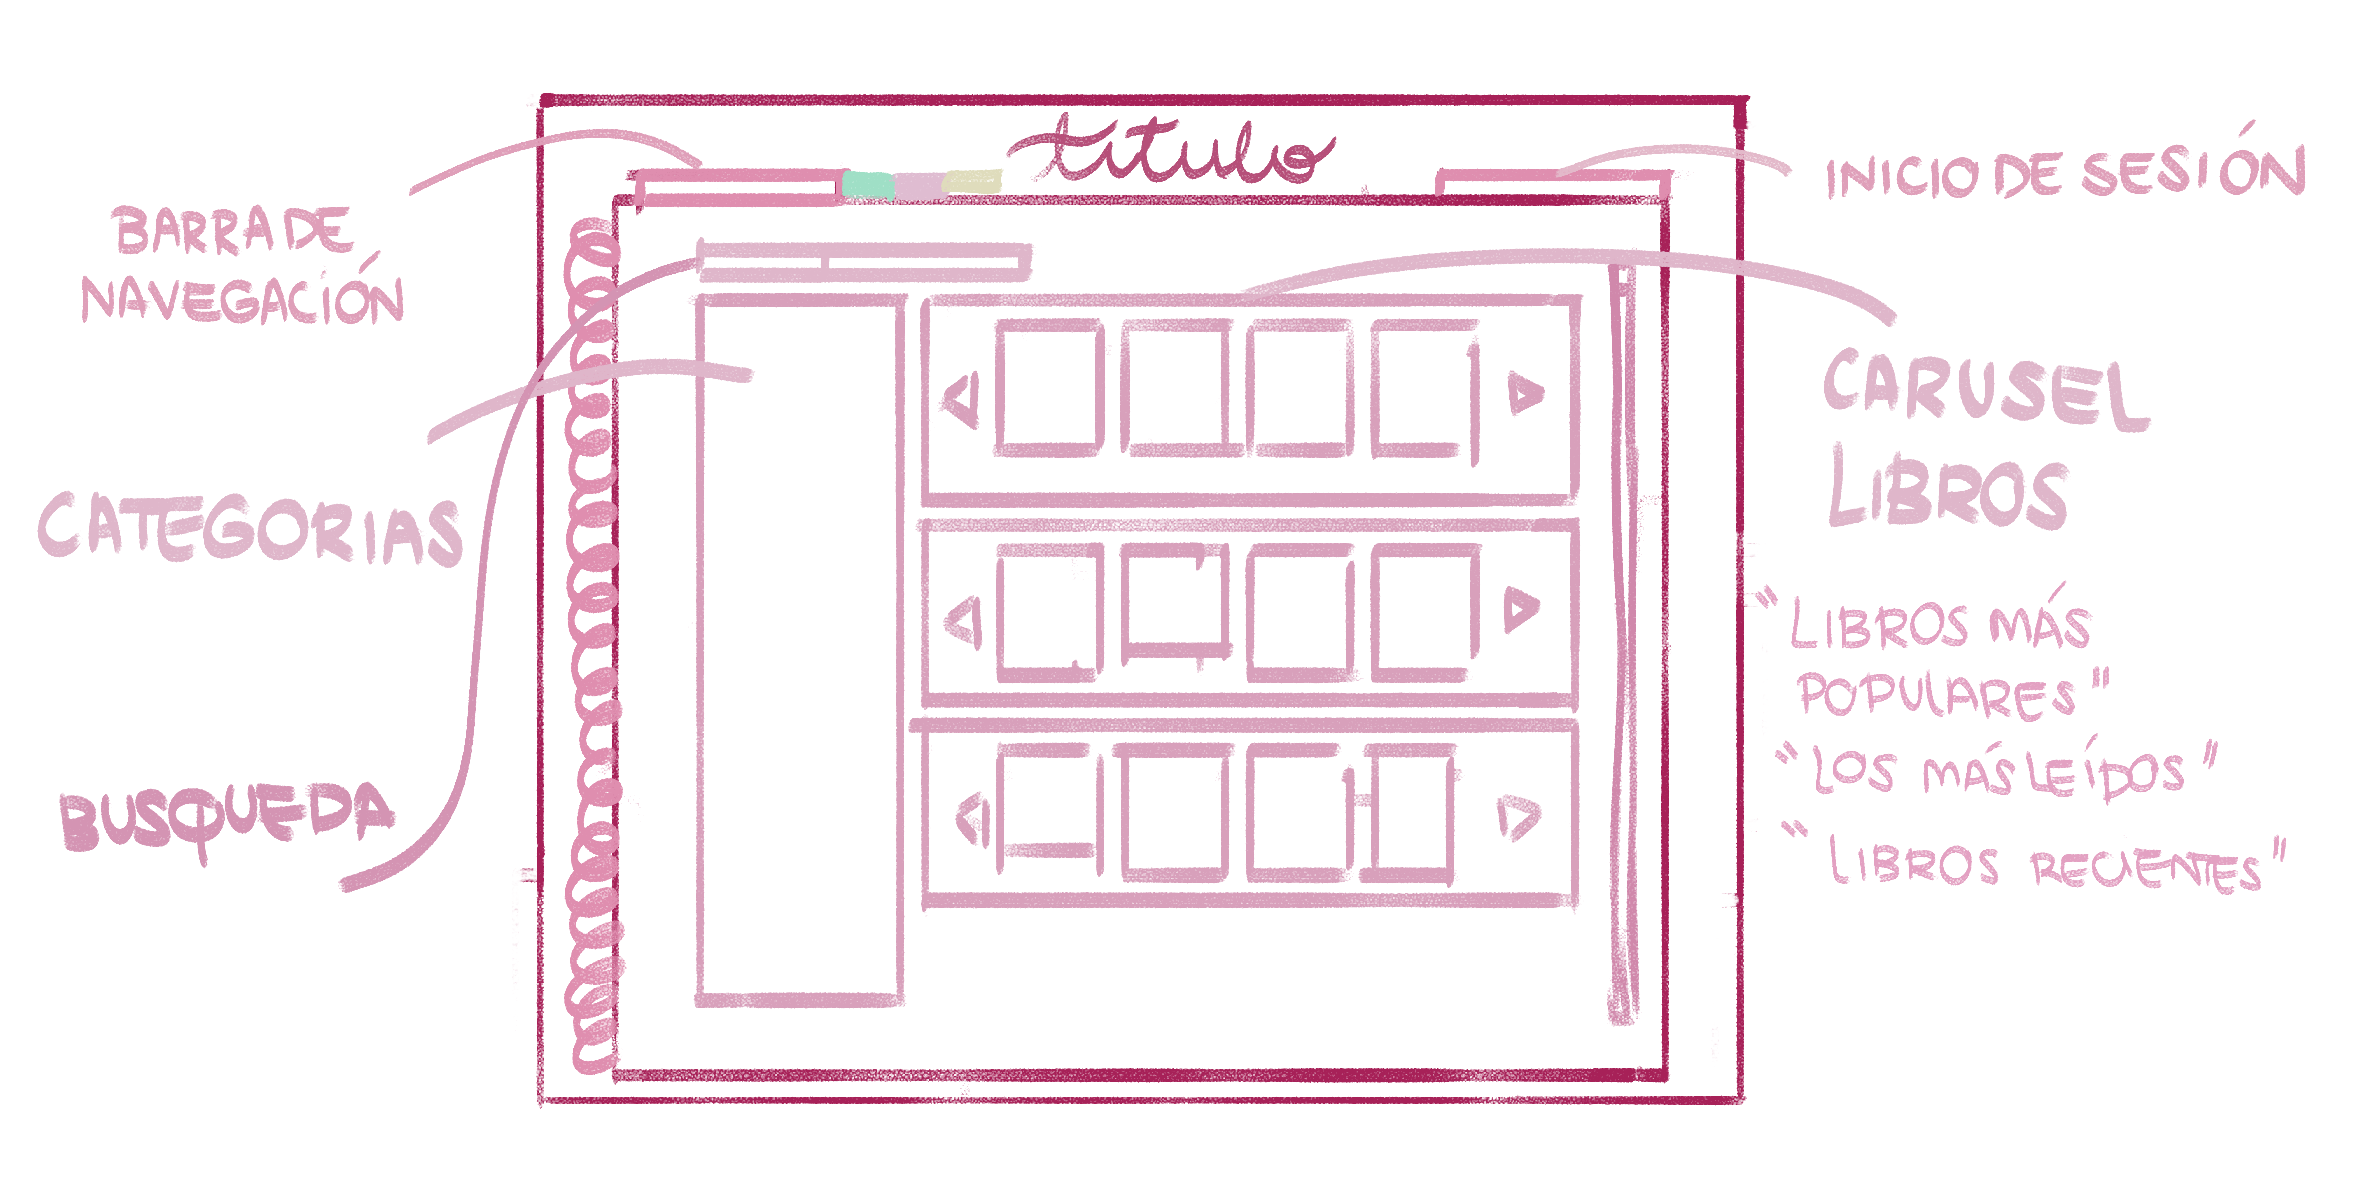 titulo
BARRA DE
NAVEGACIÓN
CATEGORIAS
BUSQUEDA
INICIO DE SESIÓN
CARUSEL
LIBROS
"LIBROS MÁS
POPULARES"
"LOS MÁS LEÍDOS"
"LIBROS RECIENTES"